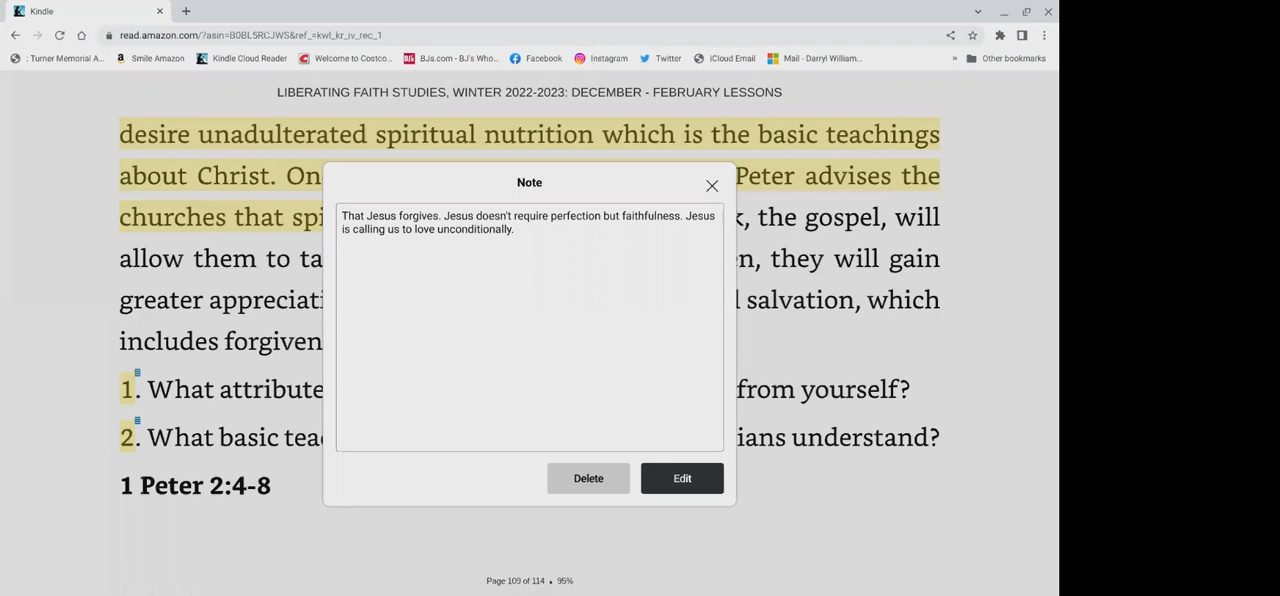 Kindle
read.amazon.com/?asin=B0BL5RCJWS&ref_=kwl_kr_iv_rec_1
: Turner Memorial A... Smile Amazon Kindle Cloud Reader Welcome to Costco... BJs.com - BJ's Who... Facebook Instagram Twitter iCloud Email Mail - Darryl William... » Other bookmarks
LIBERATING FAITH STUDIES, WINTER 2022-2023: DECEMBER - FEBRUARY LESSONS
desire unadulterated spiritual nutrition which is the basic teachings
about Christ. On Peter advises the
churches that spi k, the gospel, will
allow them to ta n, they will gain
greater appreciati l salvation, which
includes forgiven
1. What attribute from yourself?
2. What basic tea ians understand?
1 Peter 2:4-8
Note
That Jesus forgives. Jesus doesn't require perfection but faithfulness. Jesus
is calling us to love unconditionally.
Delete Edit
Page 109 of 114 • 95%